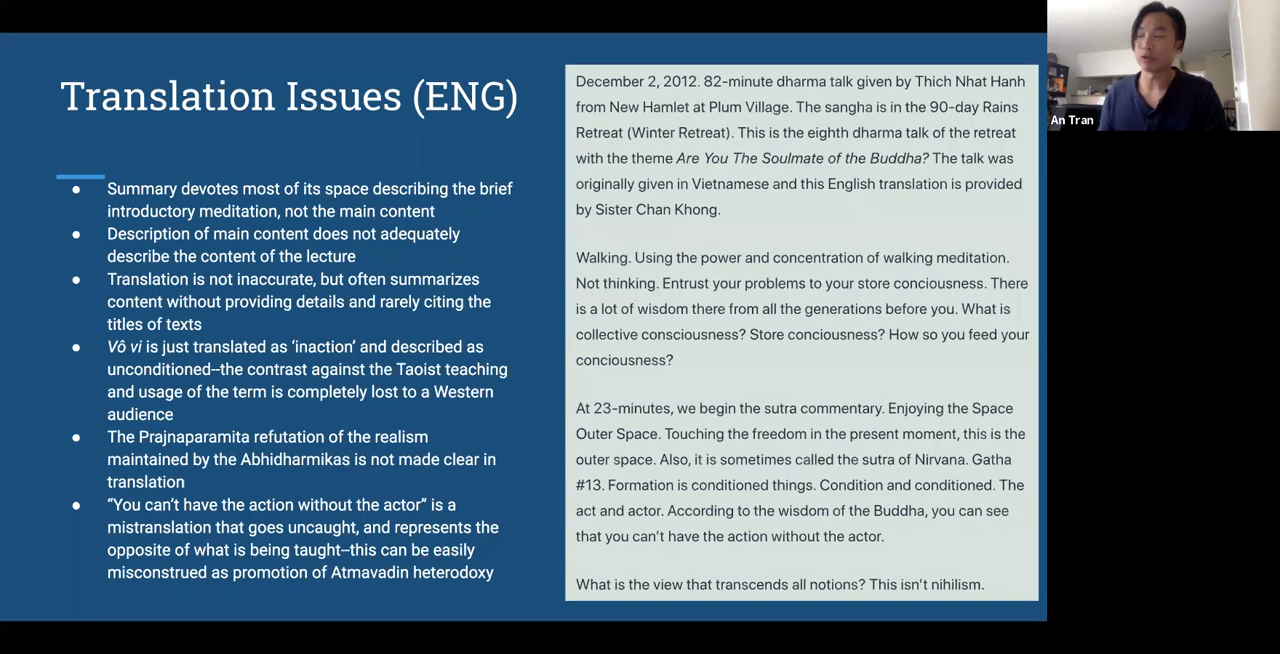 Translation Issues (ENG)
● Summary devotes most of its space describing the brief
introductory meditation, not the main content
● Description of main content does not adequately
describe the content of the lecture
● Translation is not inaccurate, but often summarizes
content without providing details and rarely citing the
titles of texts
● Vô vi is just translated as ‘inaction’ and described as
unconditioned--the contrast against the Taoist teaching
and usage of the term is completely lost to a Western
audience
● The Prajnaparamita refutation of the realism
maintained by the Abhidharmikas is not made clear in
translation
● “You can’t have the action without the actor” is a
mistranslation that goes uncaught, and represents the
opposite of what is being taught--this can be easily
misconstrued as promotion of Atmavadin heterodoxy
December 2, 2012. 82-minute dharma talk given by Thich Nhat Hanh
from New Hamlet at Plum Village. The sangha is in the 90-day Rains
Retreat (Winter Retreat). This is the eighth dharma talk of the retreat
with the theme Are You The Soulmate of the Buddha? The talk was
originally given in Vietnamese and this English translation is provided
by Sister Chan Khong.
Walking. Using the power and concentration of walking meditation.
Not thinking. Entrust your problems to your store conciousness. There
is a lot of wisdom there from all the generations before you. What is
collective consciousness? Store conciousness? How so you feed your
conciousness?
At 23-minutes, we begin the sutra commentary. Enjoying the Space
Outer Space. Touching the freedom in the present moment, this is the
outer space. Also, it is sometimes called the sutra of Nirvana. Gatha
#13. Formation is conditioned things. Condition and conditioned. The
act and actor. According to the wisdom of the Buddha, you can see
that you can’t have the action without the actor.
What is the view that transcends all notions? This isn't nihilism.
An Tran